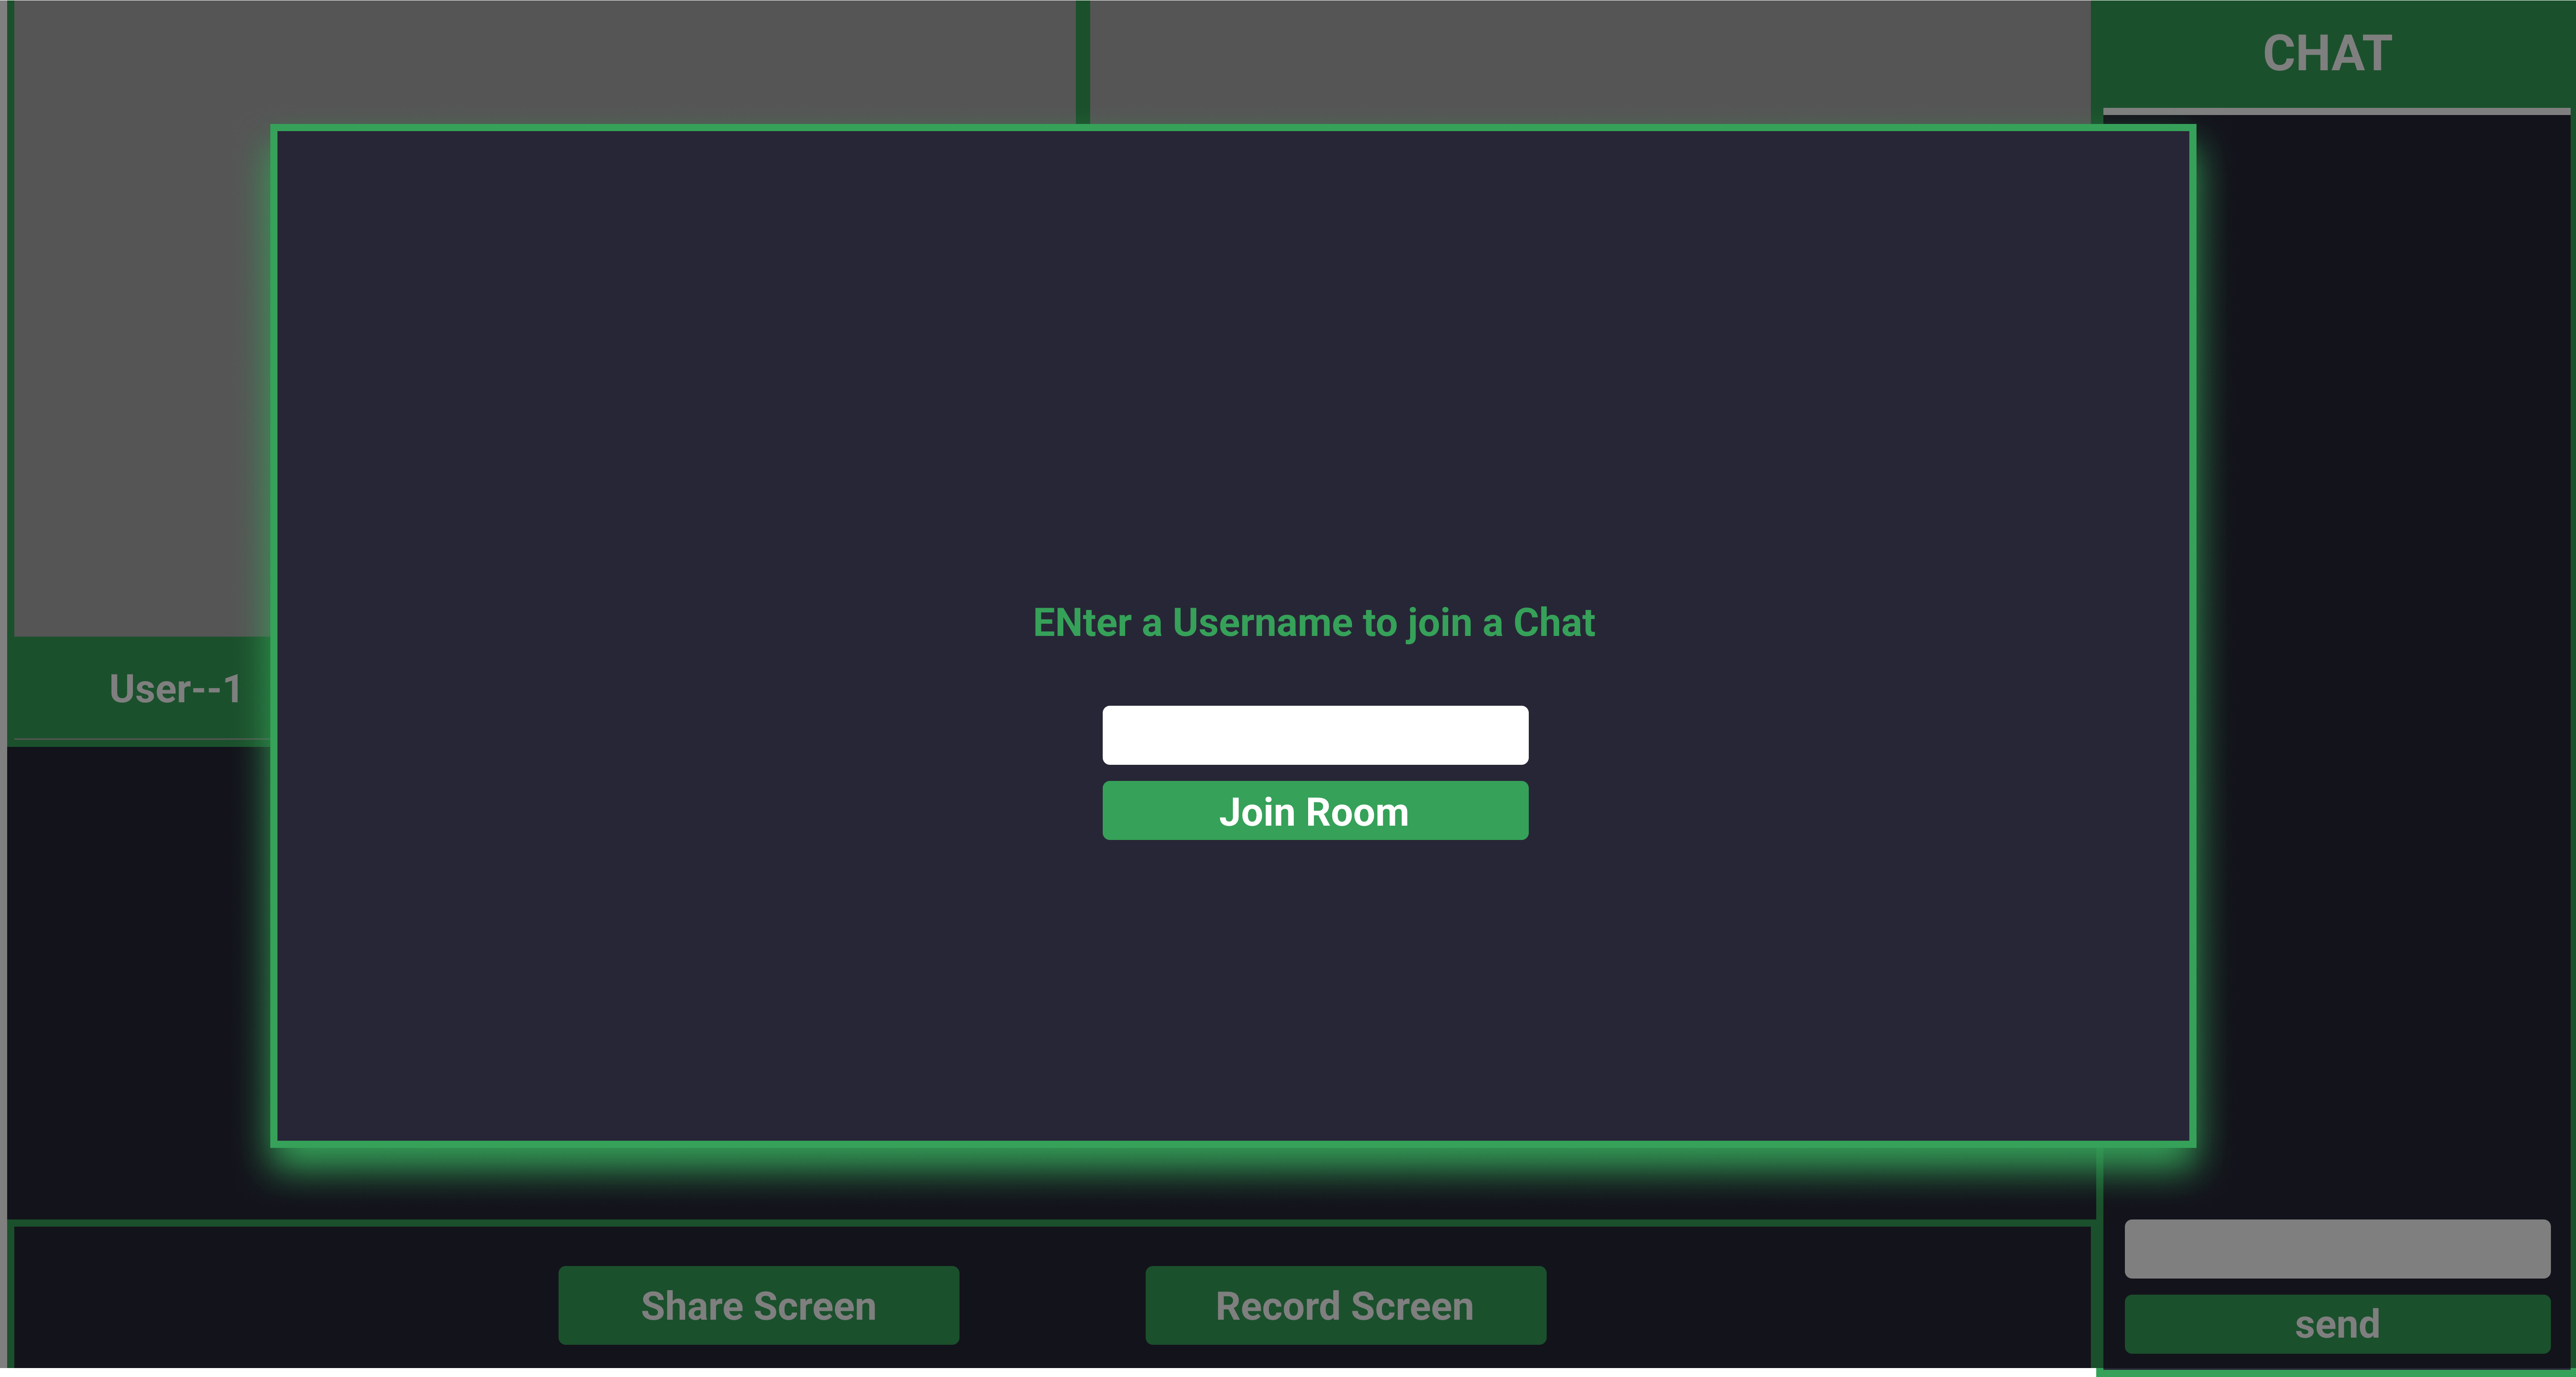 CHAT
ENter a Username to join a Chat
User--1
Join Room
Share Screen
Record Screen
send